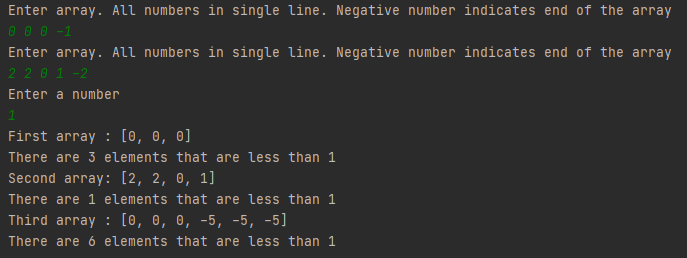 Enter array. All numbers in single line. Negative number indicates end of the array
0 0 0 -1
Enter array. All numbers in single line. Negative number indicates end of the array
2 2 0 1 -2
Enter a number
1
First array : [0, 0, 0]
There are 3 elements that are less than 1
Second array: [2, 2, 0, 1]
There are 1 elements that are less than 1
Third array : [0, 0, 0, -5, -5, -5]
There are 6 elements that are less than 1